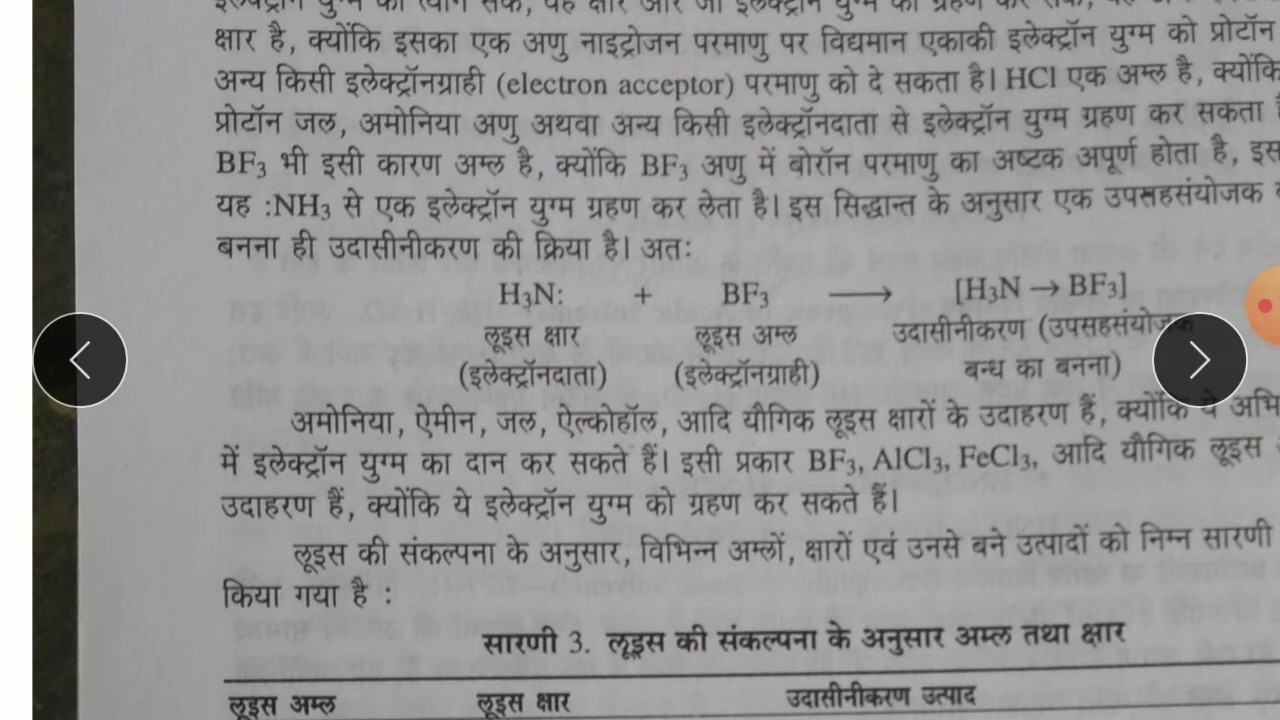 क्षार है, क्योंकि इसका एक अणु नाइट्रोजन परमाणु पर विद्यमान एकाकी इलेक्ट्रॉन युग्म को प्रोटॉन
अन्य किसी इलेक्ट्रॉनग्राही (electron acceptor) परमाणु को दे सकता है। HCl एक अम्ल है, क्योंकि
प्रोटॉन जल, अमोनिया अणु अथवा अन्य किसी इलेक्ट्रॉनदाता से इलेक्ट्रॉन युग्म ग्रहण कर सकता
BF₃ भी इसी कारण अम्ल है, क्योंकि BF₃ अणु में बोरॉन परमाणु का अष्टक अपूर्ण होता है, इस
यह :NH₃ से एक इलेक्ट्रॉन युग्म ग्रहण कर लेता है। इस सिद्धान्त के अनुसार एक उपसहसंयोजक
बनना ही उदासीनीकरण की क्रिया है। अतः
H₃N: + BF₃ ⟶ [H₃N → BF₃]
लूइस क्षार लूइस अम्ल उदासीनीकरण (उपसहसंयोजक
(इलेक्ट्रॉनदाता) (इलेक्ट्रॉनग्राही) बन्ध का बनना)
अमोनिया, ऐमीन, जल, ऐल्कोहॉल, आदि यौगिक लूइस क्षारों के उदाहरण हैं, क्योंकि ये अभि
में इलेक्ट्रॉन युग्म का दान कर सकते हैं। इसी प्रकार BF₃, AlCl₃, FeCl₃, आदि यौगिक लूइस
उदाहरण हैं, क्योंकि ये इलेक्ट्रॉन युग्म को ग्रहण कर सकते हैं।
लूइस की संकल्पना के अनुसार, विभिन्न अम्लों, क्षारों एवं उनसे बने उत्पादों को निम्न सारणी
किया गया है :
सारणी 3. लूइस की संकल्पना के अनुसार अम्ल तथा क्षार
लूइस अम्ल लूइस क्षार उदासीनीकरण उत्पाद